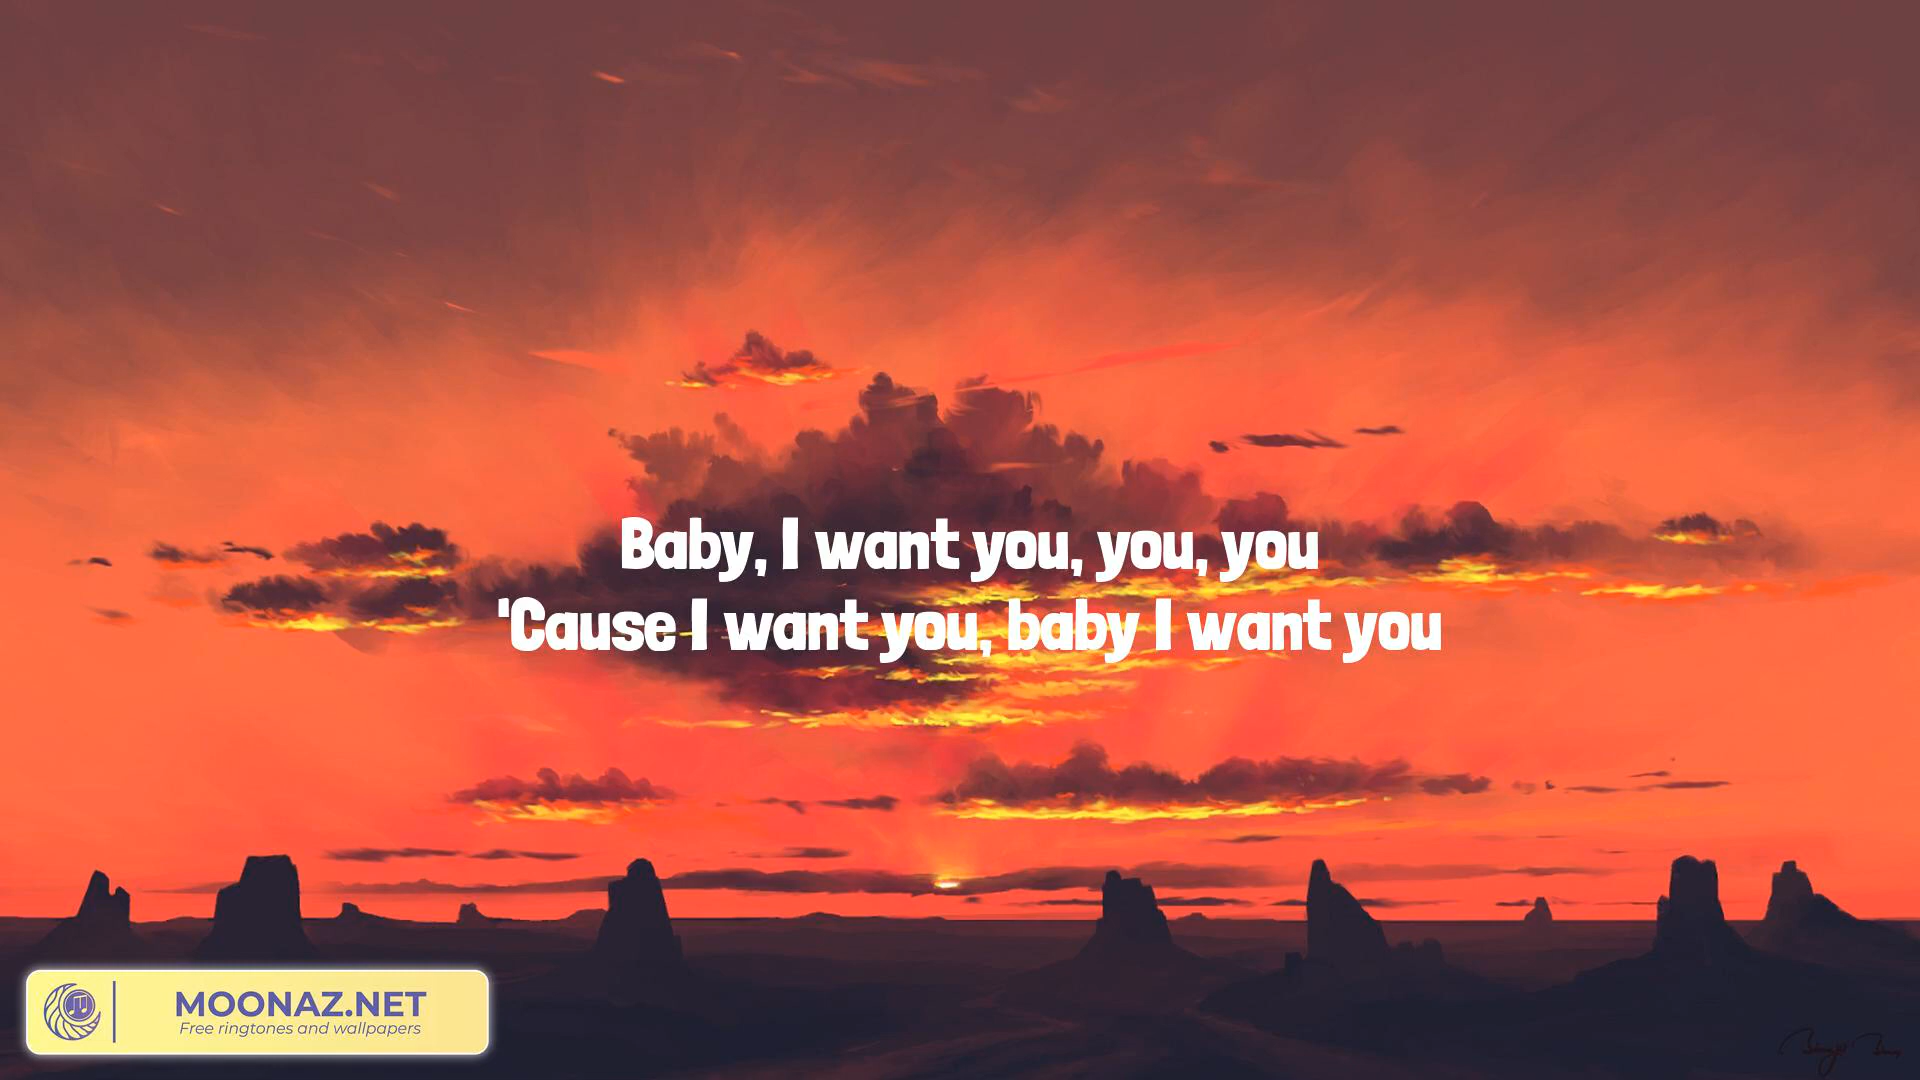 Baby, I want you, you, you
'Cause I want you, baby I want you
MOONAZ.NET
Free ringtones and wallpapers